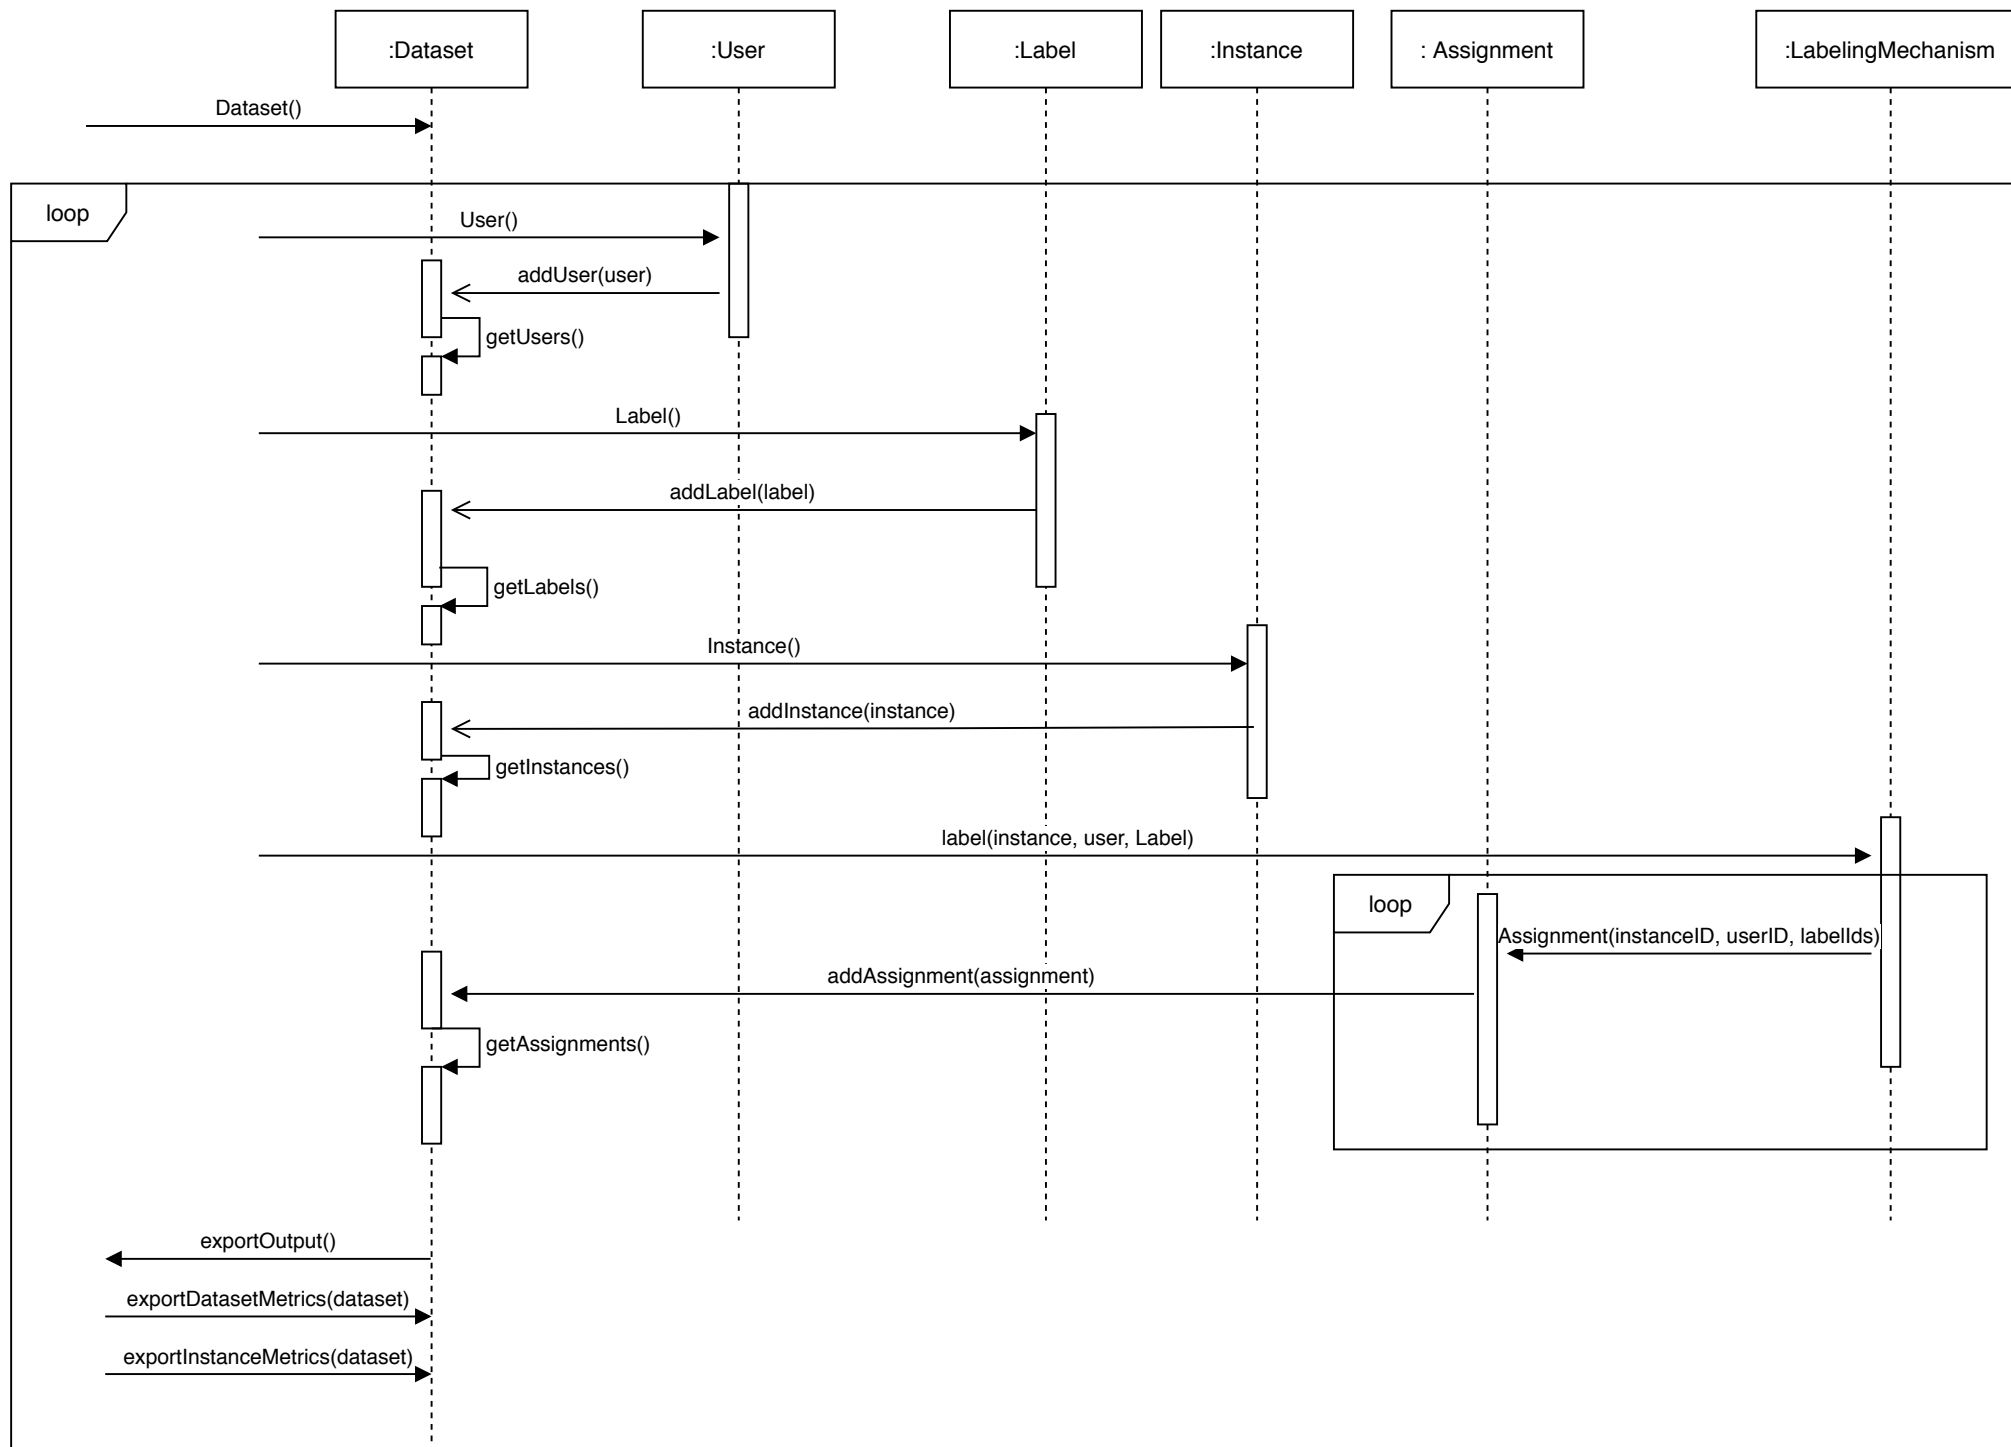 :Dataset
:User
:Label
:Instance
: Assignment
:LabelingMechanism
Dataset()
loop
User()
addUser(user)
getUsers()
Label()
addLabel(label)
getLabels()
Instance()
addInstance(instance)
getInstances()
label(instance, user, Label)
loop
Assignment(instanceID, userID, labelIds)
addAssignment(assignment)
getAssignments()
exportOutput()
exportDatasetMetrics(dataset)
exportInstanceMetrics(dataset)